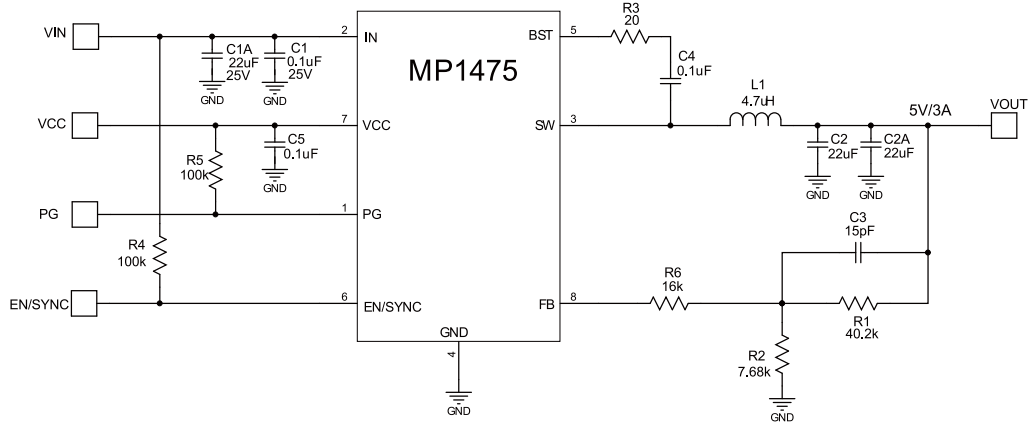 VIN
2
IN
C1A
22uF
25V
GND
C1
0.1uF
25V
GND
MP1475
BST
5
R3
20
C4
0.1uF
L1
4.7uH
5V/3A
VOUT
VCC
7
VCC
SW
3
C5
0.1uF
GND
C2
22uF
GND
C2A
22uF
GND
R5
100k
PG
1
PG
R4
100k
C3
15pF
EN/SYNC
6
EN/SYNC
FB
8
R6
16k
R1
40.2k
R2
7.68k
GND
GND
4
GND